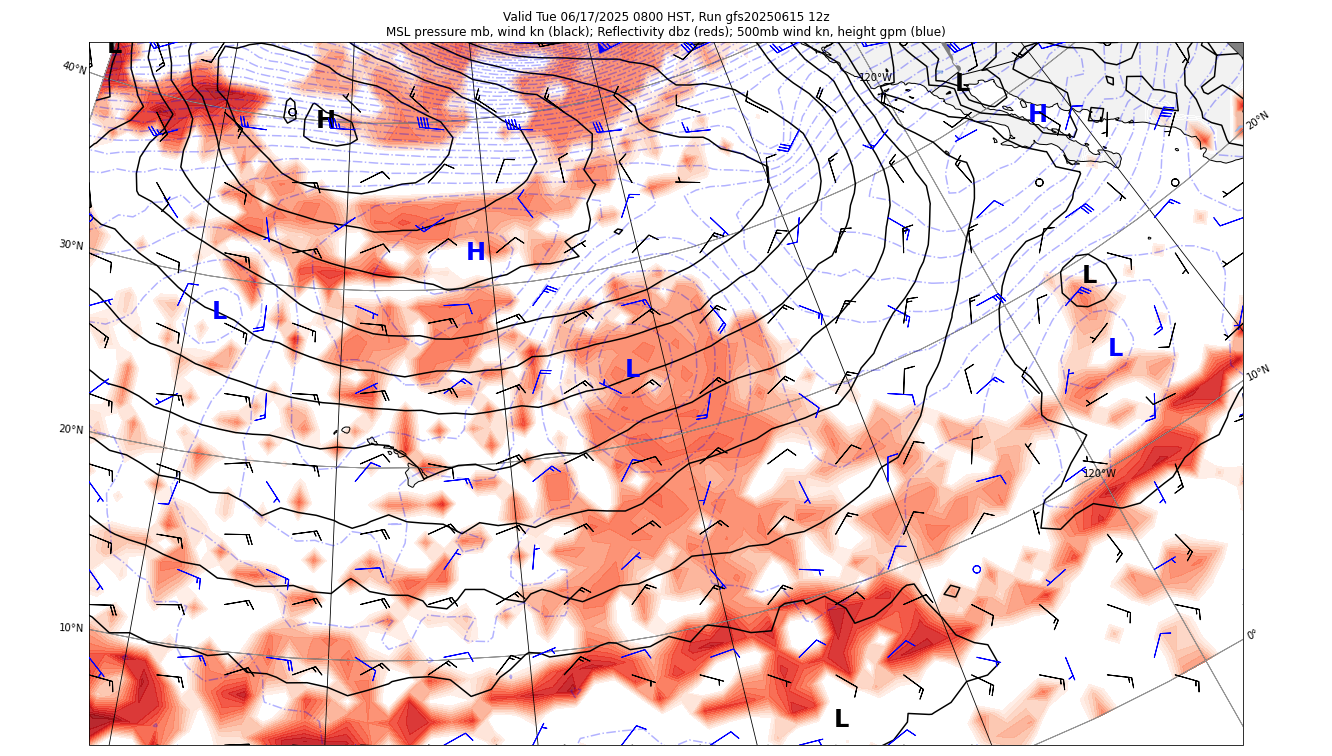 Valid Tue 06/17/2025 0800 HST, Run gfs20250615 12z
MSL pressure mb, wind kn (black); Reflectivity dbz (reds); 500mb wind kn, height gpm (blue)
L
40°N
120°W
L
H
H
20°N
30°N
H
L
L
L
L
10°N
20°N
120°W
10°N
0°
L